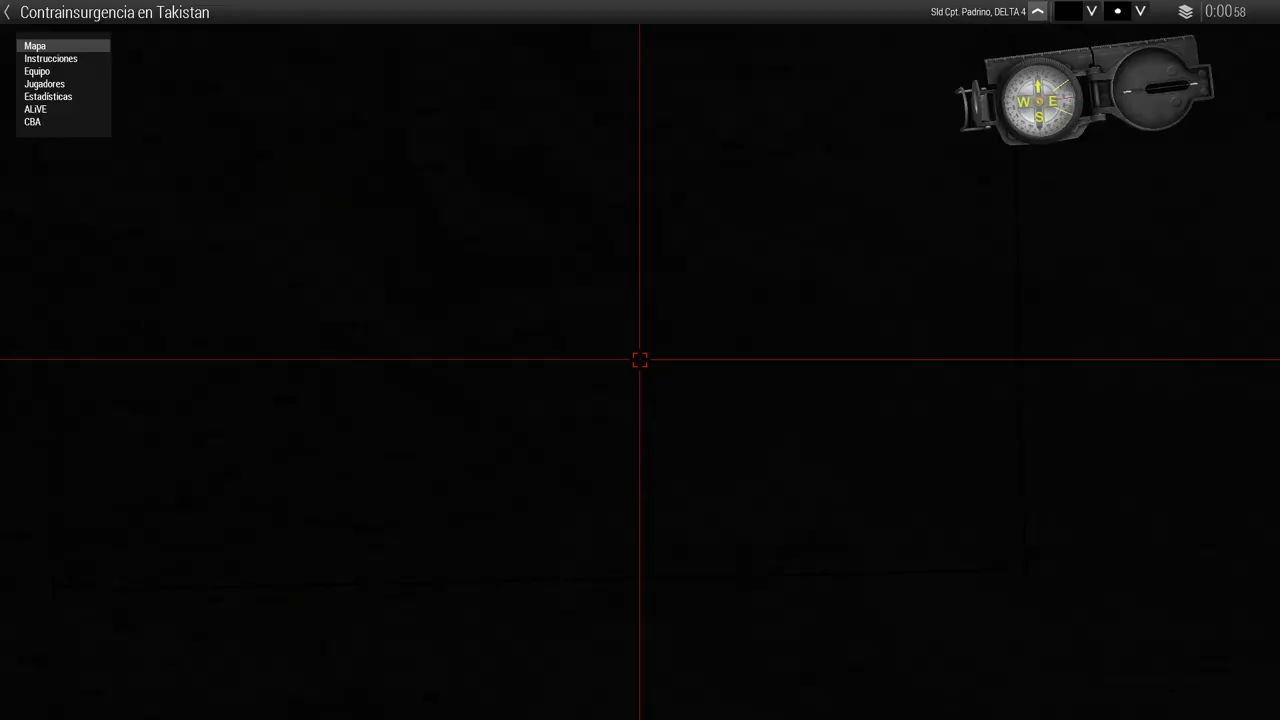 Contrainsurgencia en Takistan
Sld Cpt. Padrino, DELTA 4
0:00 58
Mapa
Instrucciones
Equipo
Jugadores
Estadísticas
ALiVE
CBA
W E
S